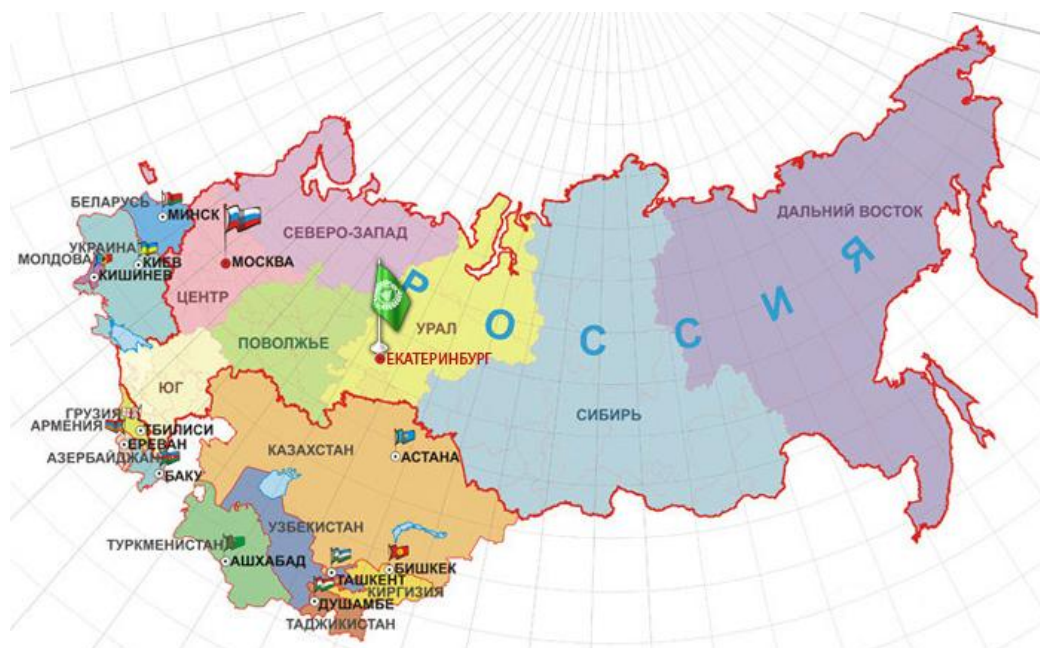 БЕЛАРУСЬ
МИНСК
УКРАИНА
КИЕВ
МОЛДОВА
КИШИНЕВ
МОСКВА
ЦЕНТР
СЕВЕРО-ЗАПАД
ПОВОЛЖЬЕ
УРАЛ
ЕКАТЕРИНБУРГ
РОССИЯ
ДАЛЬНИЙ ВОСТОК
СИБИРЬ
ЮГ
ГРУЗИЯ
ТБИЛИСИ
АРМЕНИЯ
ЕРЕВАН
АЗЕРБАЙДЖАН
БАКУ
КАЗАХСТАН
АСТАНА
УЗБЕКИСТАН
ТУРКМЕНИСТАН
АШХАБАД
ТАШКЕНТ
БИШКЕК
КИРГИЗИЯ
ДУШАМБЕ
ТАДЖИКИСТАН